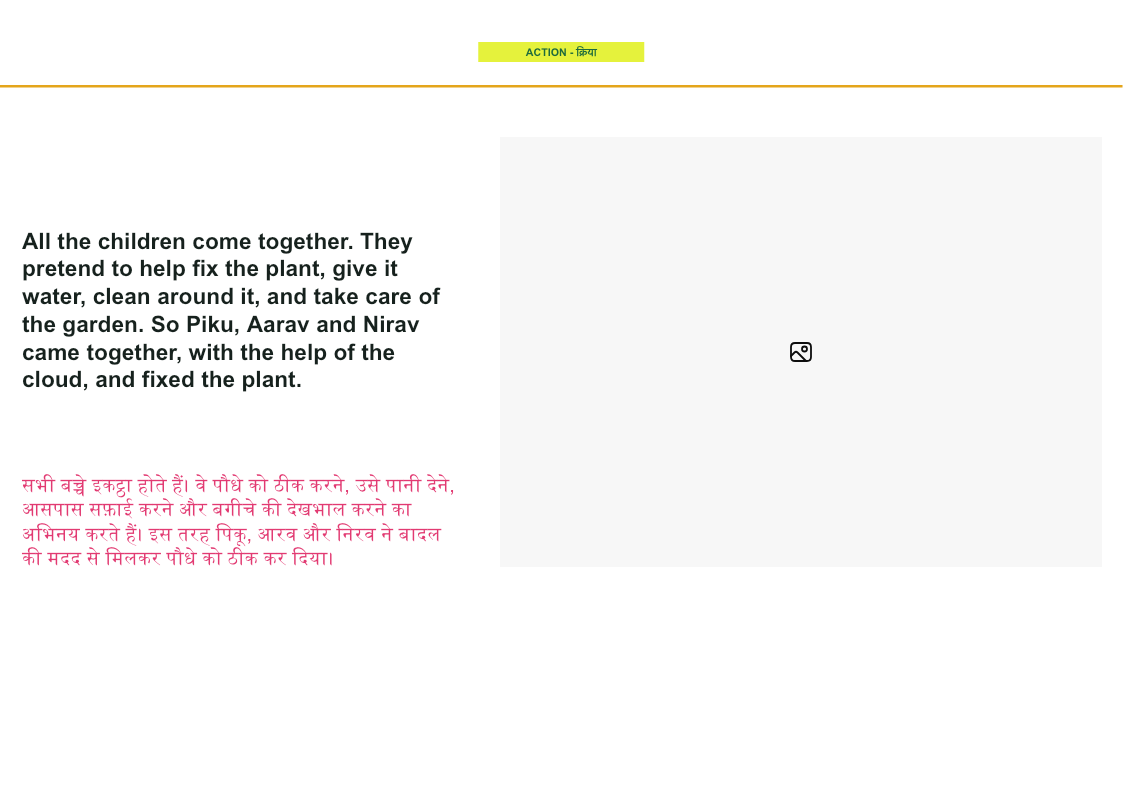 ACTION - क्रिया
All the children come together. They
pretend to help fix the plant, give it
water, clean around it, and take care of
the garden. So Piku, Aarav and Nirav
came together, with the help of the
cloud, and fixed the plant.
सभी बच्चे इकट्ठा होते हैं। वे पौधे को ठीक करने, उसे पानी देने,
आसपास सफ़ाई करने और बगीचे की देखभाल करने का
अभिनय करते हैं। इस तरह पिकू, आरव और निरव ने बादल
की मदद से मिलकर पौधे को ठीक कर दिया।